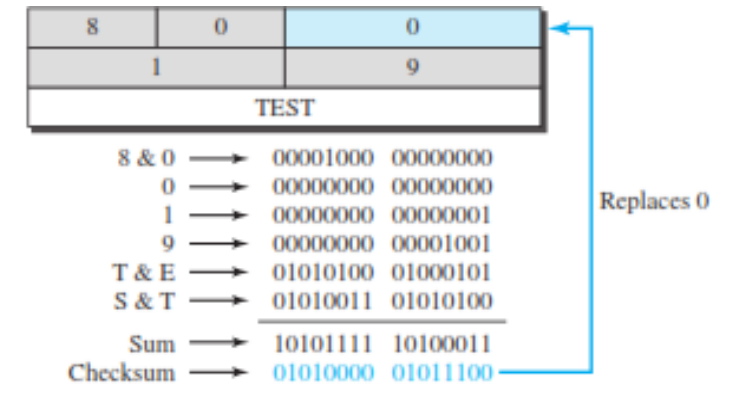 8 0 0
1 9
TEST
8 & 0 00001000 00000000
0 00000000 00000000
Replaces 0
1 00000000 00000001
9 00000000 00001001
T & E 01010100 01000101
S & T 01010011 01010100
Sum 10101111 10100011
Checksum 01010000 01011100